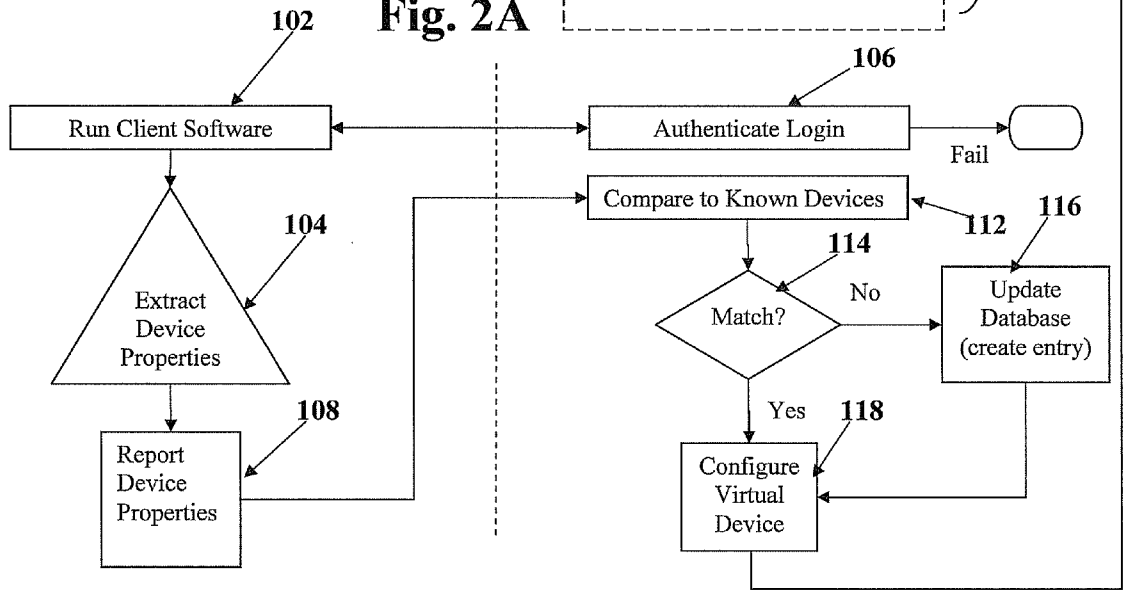 Fig. 2A
102
106
Run Client Software
Authenticate Login
Fail
Compare to Known Devices
112
104
114
116
Extract
Device
Properties
Match?
No
Update
Database
(create entry)
Yes
108
118
Report
Device
Properties
Configure
Virtual
Device